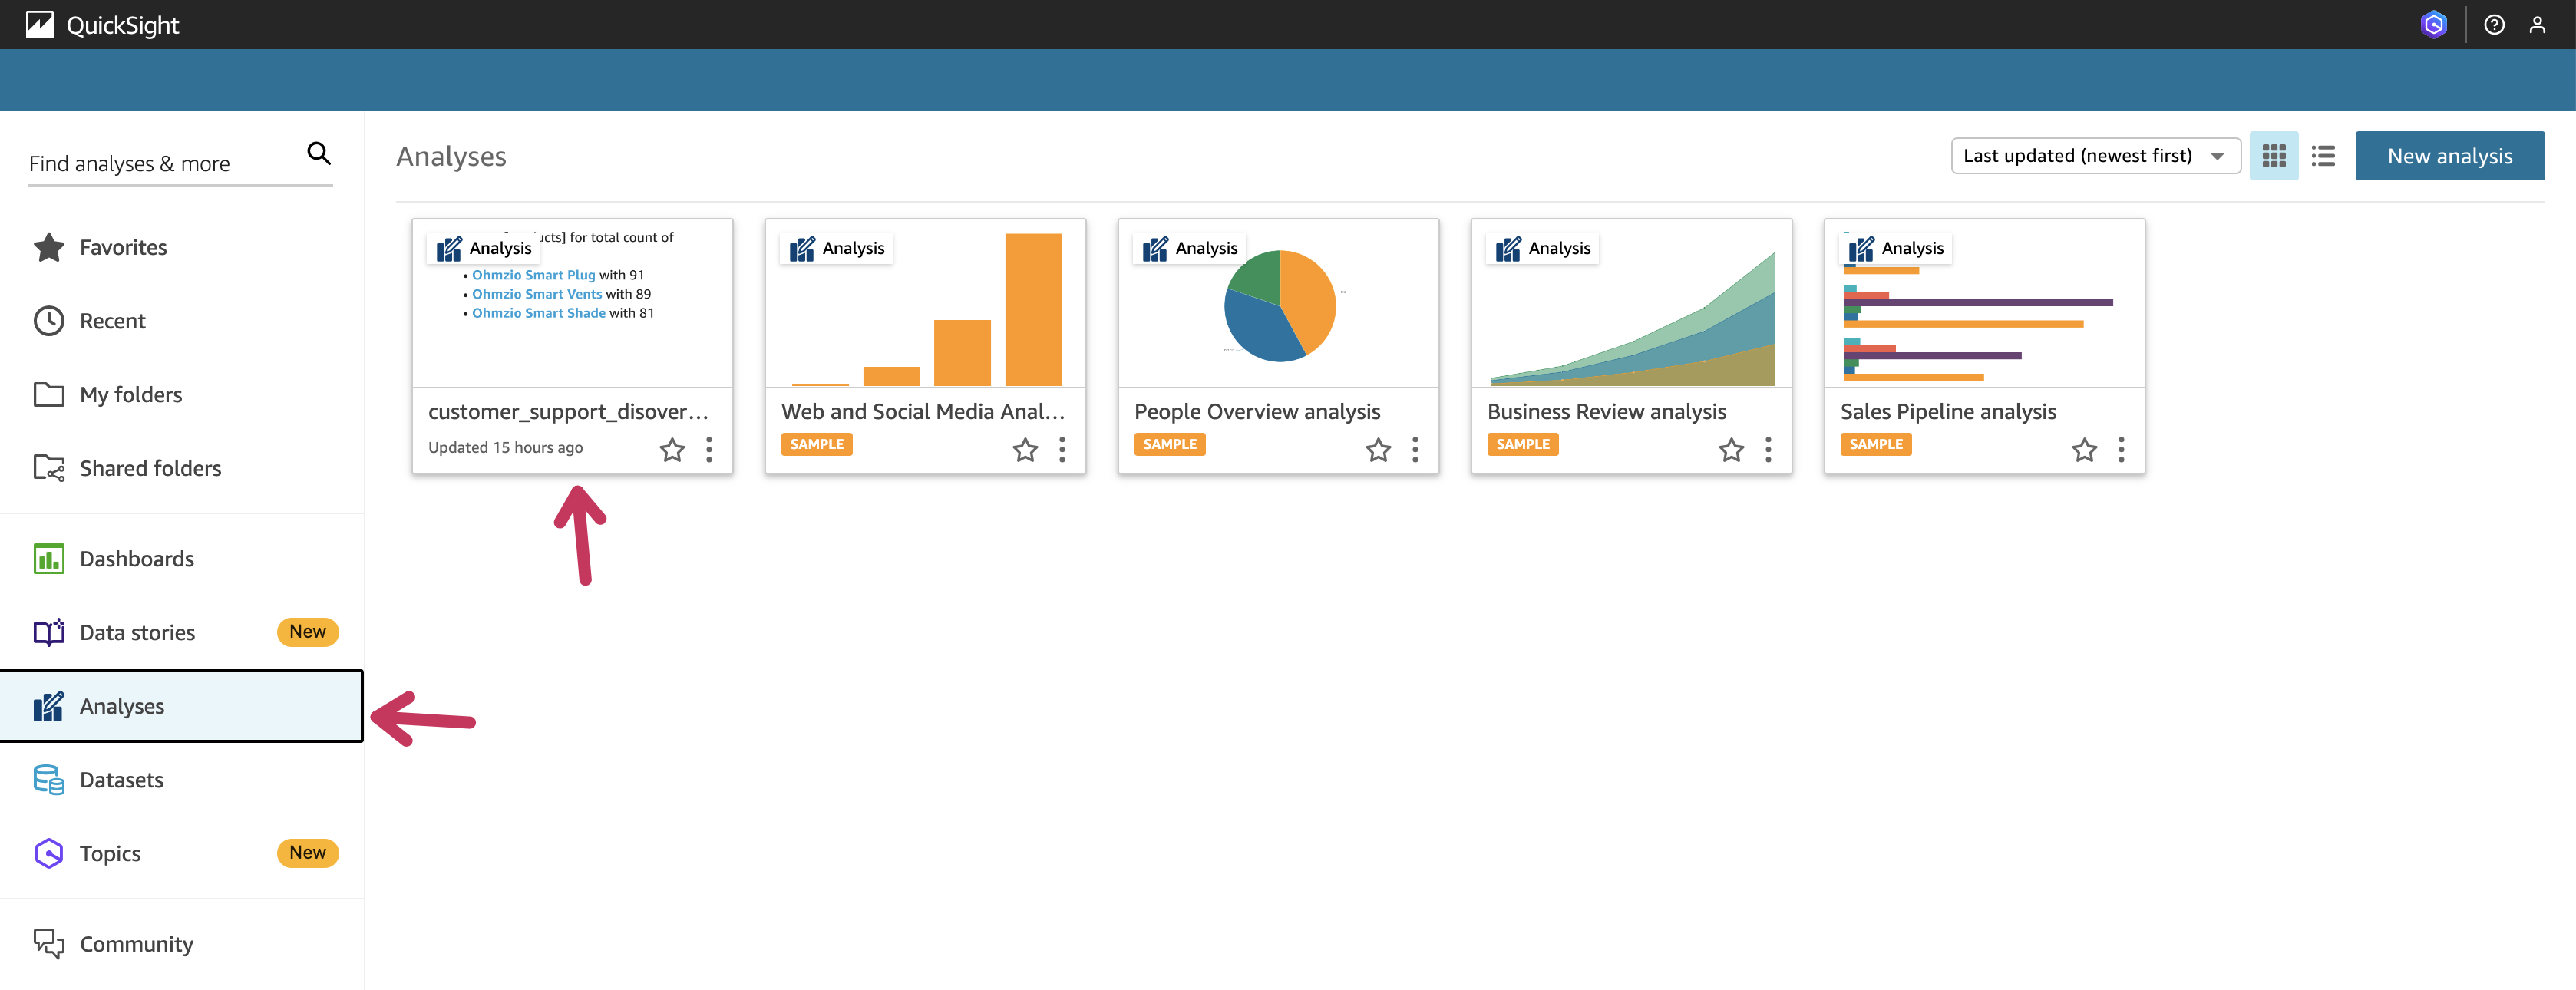 QuickSight
Find analyses & more
Favorites
Recent
My folders
Shared folders
Dashboards
Data stories
New
Analyses
Datasets
Topics
New
Community
Analyses
Last updated (newest first)
New analysis
Analysis
ucts] for total count of
• Ohmzio Smart Plug with 91
• Ohmzio Smart Vents with 89
• Ohmzio Smart Shade with 81
customer_support_disover...
Updated 15 hours ago
Analysis
Web and Social Media Anal...
SAMPLE
Analysis
People Overview analysis
SAMPLE
Analysis
Business Review analysis
SAMPLE
Analysis
Sales Pipeline analysis
SAMPLE